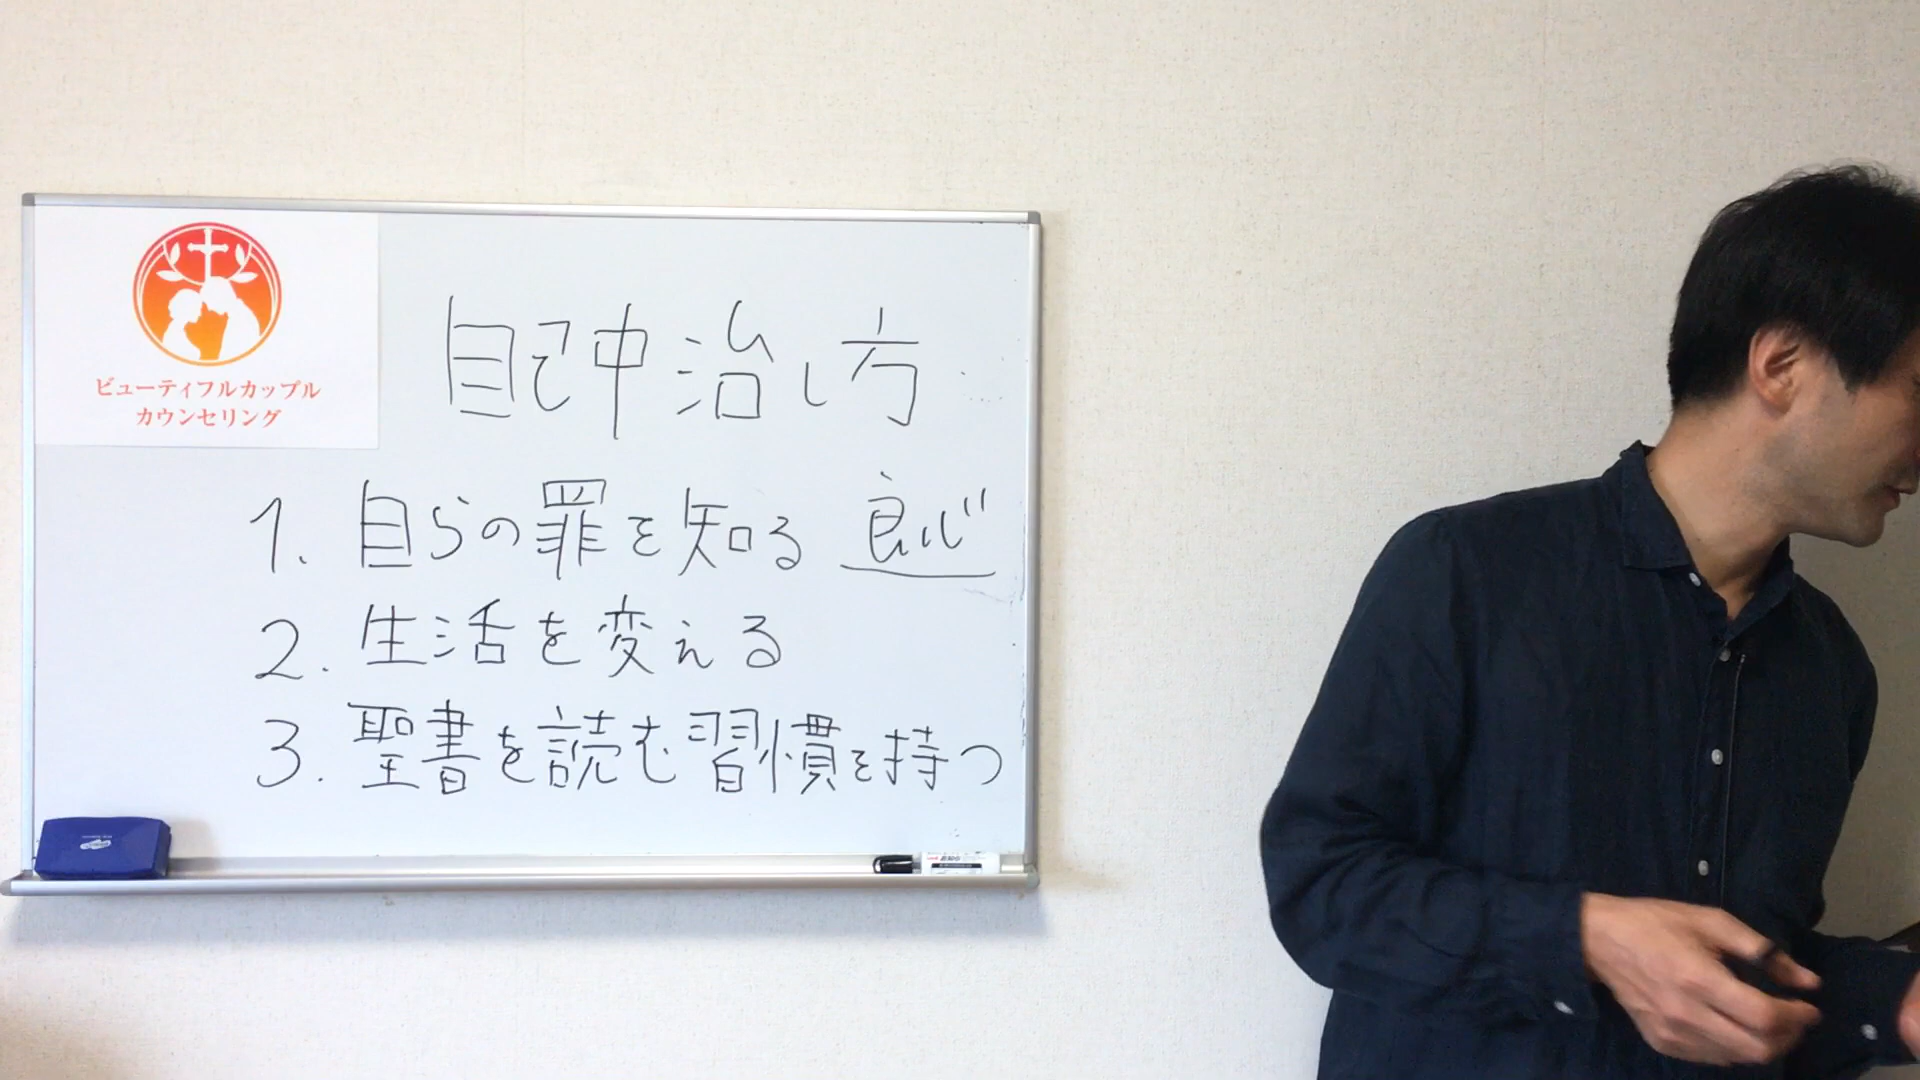 ビューティフルカップル
カウンセリング
自己中治し方
1. 自らの罪を知る 良心
2. 生活を変える
3. 聖書を読む習慣を持つ